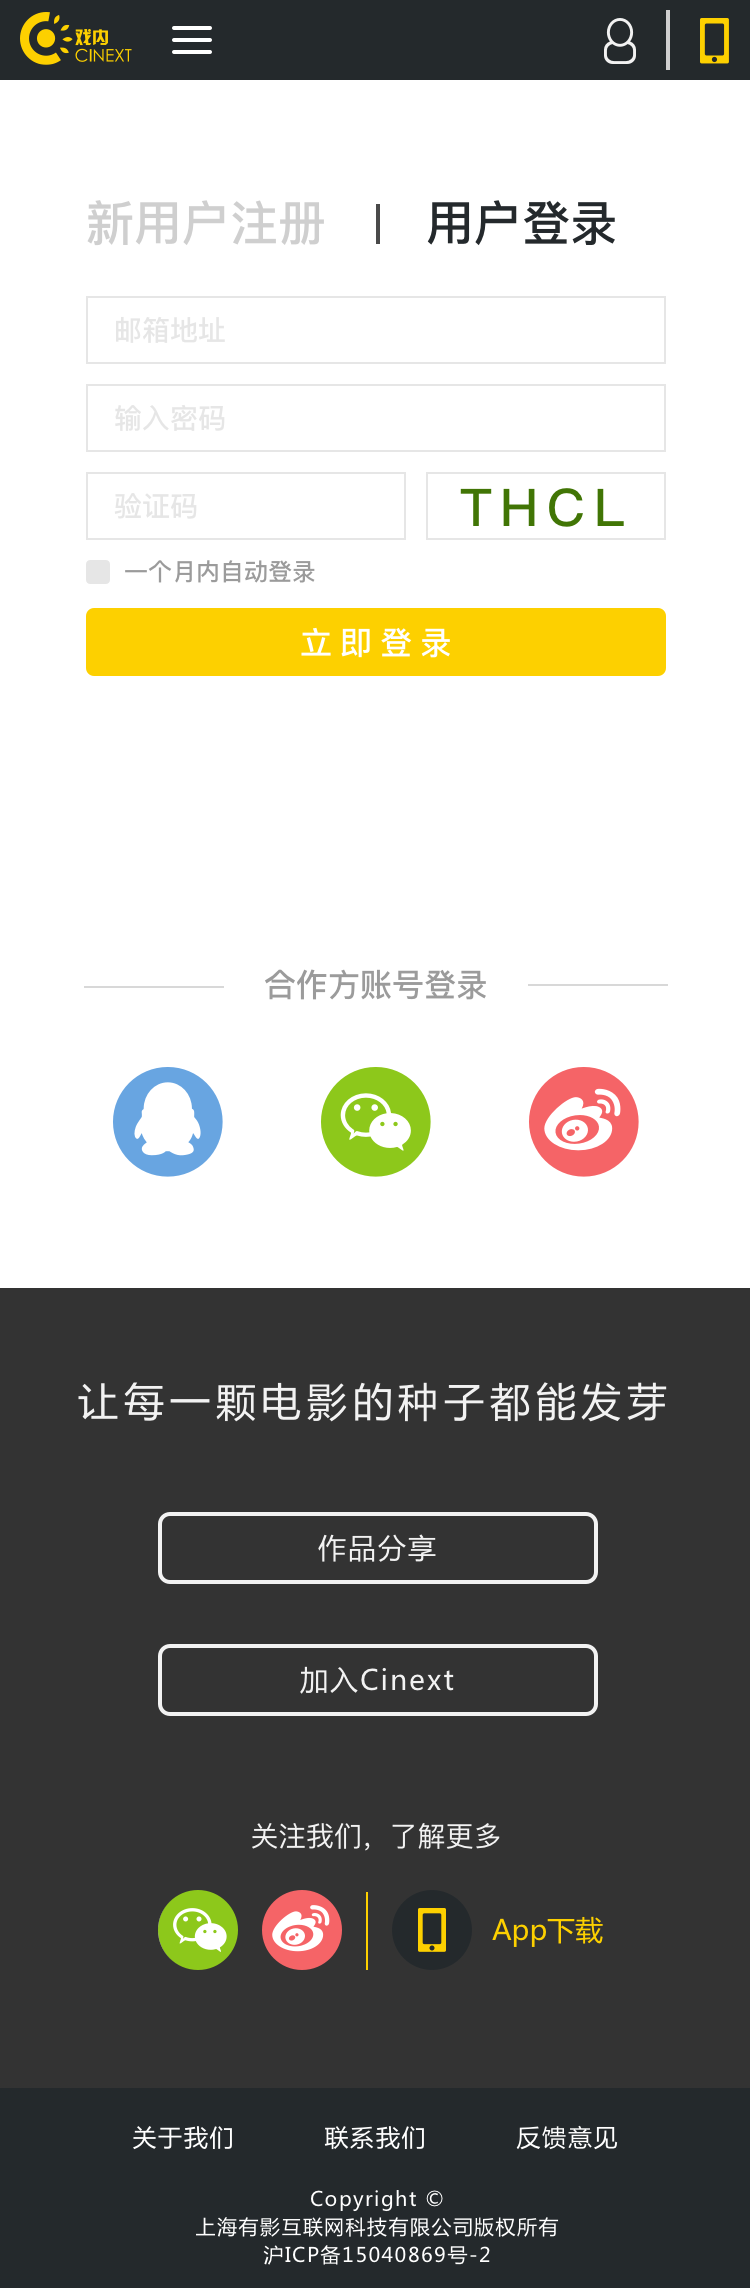 戏内
CINEXT
新用户注册 | 用户登录
邮箱地址
输入密码
验证码 THCL
一个月内自动登录
立即登录
合作方账号登录
让每一颗电影的种子都能发芽
作品分享
加入Cinext
关注我们，了解更多
App下载
关于我们 联系我们 反馈意见
Copyright ©
上海有影互联网科技有限公司版权所有
沪ICP备15040869号-2